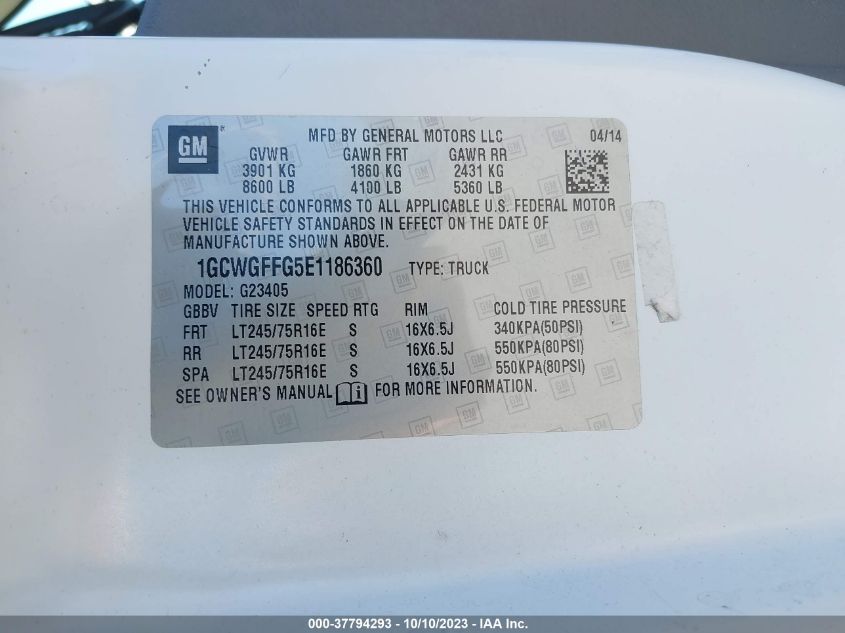 GM
MFD BY GENERAL MOTORS LLC 04/14
GVWR GAWR FRT GAWR RR
3901 KG 1860 KG 2431 KG
8600 LB 4100 LB 5360 LB
THIS VEHICLE CONFORMS TO ALL APPLICABLE U.S. FEDERAL MOTOR
VEHICLE SAFETY STANDARDS IN EFFECT ON THE DATE OF
MANUFACTURE SHOWN ABOVE.
1GCWGFFG5E1186360 TYPE: TRUCK
MODEL: G23405
GBBV TIRE SIZE SPEED RTG RIM COLD TIRE PRESSURE
FRT LT245/75R16E S 16X6.5J 340KPA(50PSI)
RR LT245/75R16E S 16X6.5J 550KPA(80PSI)
SPA LT245/75R16E S 16X6.5J 550KPA(80PSI)
SEE OWNER'S MANUAL FOR MORE INFORMATION.
000-37794293 - 10/10/2023 - IAA Inc.